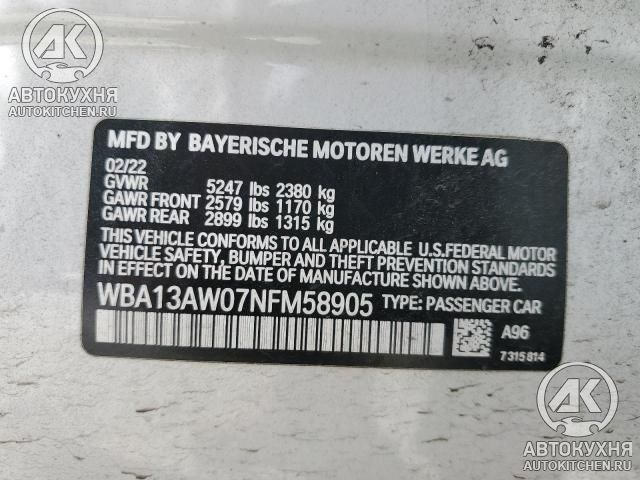 АВТОКУХНЯ
AUTOKITCHEN.RU
MFD BY BAYERISCHE MOTOREN WERKE AG
02/22
GVWR 5247 lbs 2380 kg
GAWR FRONT 2579 lbs 1170 kg
GAWR REAR 2899 lbs 1315 kg
THIS VEHICLE CONFORMS TO ALL APPLICABLE U.S.FEDERAL MOTOR
VEHICLE SAFETY, BUMPER AND THEFT PREVENTION STANDARDS
IN EFFECT ON THE DATE OF MANUFACTURE SHOWN ABOVE.
WBA13AW07NFM58905 TYPE: PASSENGER CAR
A96
7315814
АВТОКУХНЯ
AUTOKITCHEN.RU